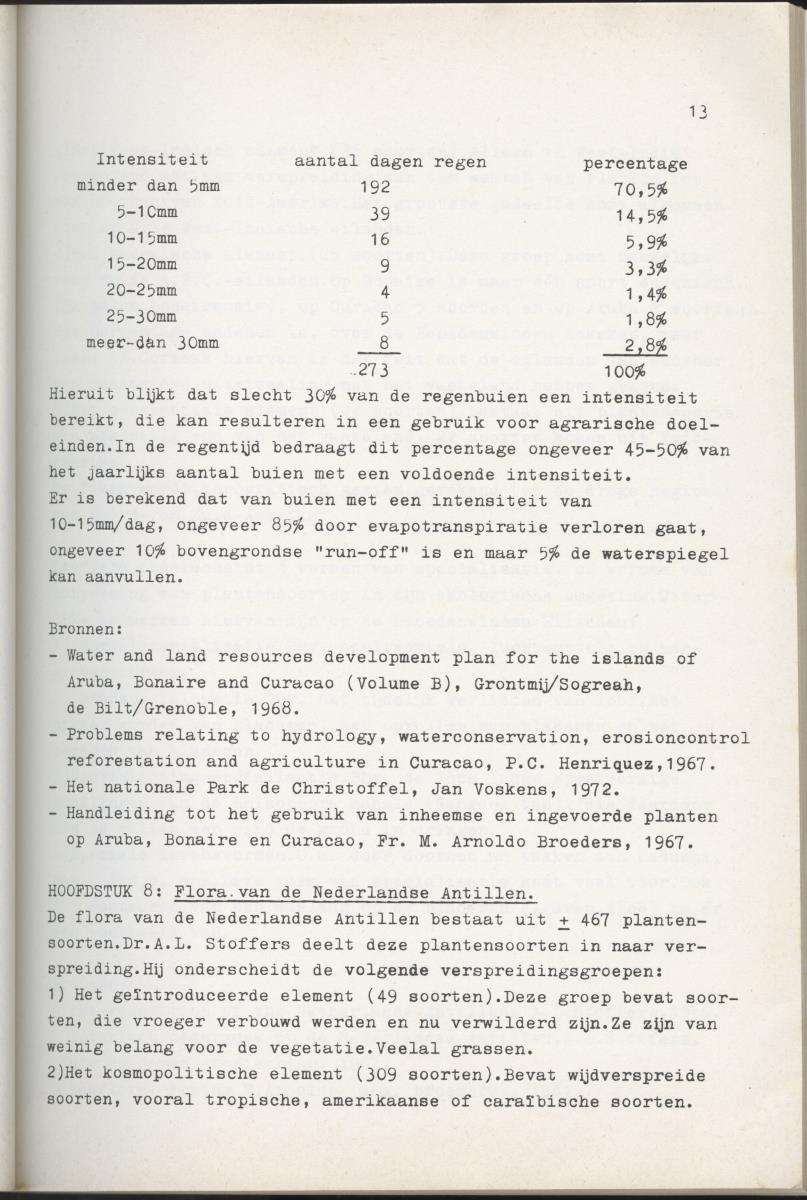 13
Intensiteit aantal dagen regen percentage
minder dan 5mm 192 70,5%
5-10mm 39 14,5%
10-15mm 16 5,9%
15-20mm 9 3,3%
20-25mm 4 1,4%
25-30mm 5 1,8%
meer-dan 30mm 8 2,8%
273 100%
Hieruit blijkt dat slecht 30% van de regenbuien een intensiteit
bereikt, die kan resulteren in een gebruik voor agrarische doel-
einden.In de regentijd bedraagt dit percentage ongeveer 45-50% van
het jaarlijks aantal buien met een voldoende intensiteit.
Er is berekend dat van buien met een intensiteit van
10-15mm/dag, ongeveer 85% door evapotranspiratie verloren gaat,
ongeveer 10% bovengrondse "run-off" is en maar 5% de waterspiegel
kan aanvullen.
Bronnen:
- Water and land resources development plan for the islands of
Aruba, Bonaire and Curacao (Volume B), Grontmij/Sogreah,
de Bilt/Grenoble, 1968.
- Problems relating to hydrology, waterconservation, erosioncontrol
reforestation and agriculture in Curacao, P.C. Henriquez,1967.
- Het nationale Park de Christoffel, Jan Voskens, 1972.
- Handleiding tot het gebruik van inheemse en ingevoerde planten
op Aruba, Bonaire en Curacao, Fr. M. Arnoldo Broeders, 1967.
HOOFDSTUK 8: Flora van de Nederlandse Antillen.
De flora van de Nederlandse Antillen bestaat uit ± 467 planten-
soorten.Dr.A.L. Stoffers deelt deze plantensoorten in naar ver-
spreiding.Hij onderscheidt de volgende verspreidingsgroepen:
1) Het geïntroduceerde element (49 soorten).Deze groep bevat soor-
ten, die vroeger verbouwd werden en nu verwilderd zijn.Ze zijn van
weinig belang voor de vegetatie.Veelal grassen.
2)Het kosmopolitische element (309 soorten).Bevat wijdverspreide
soorten, vooral tropische, amerikaanse of caraïbische soorten.